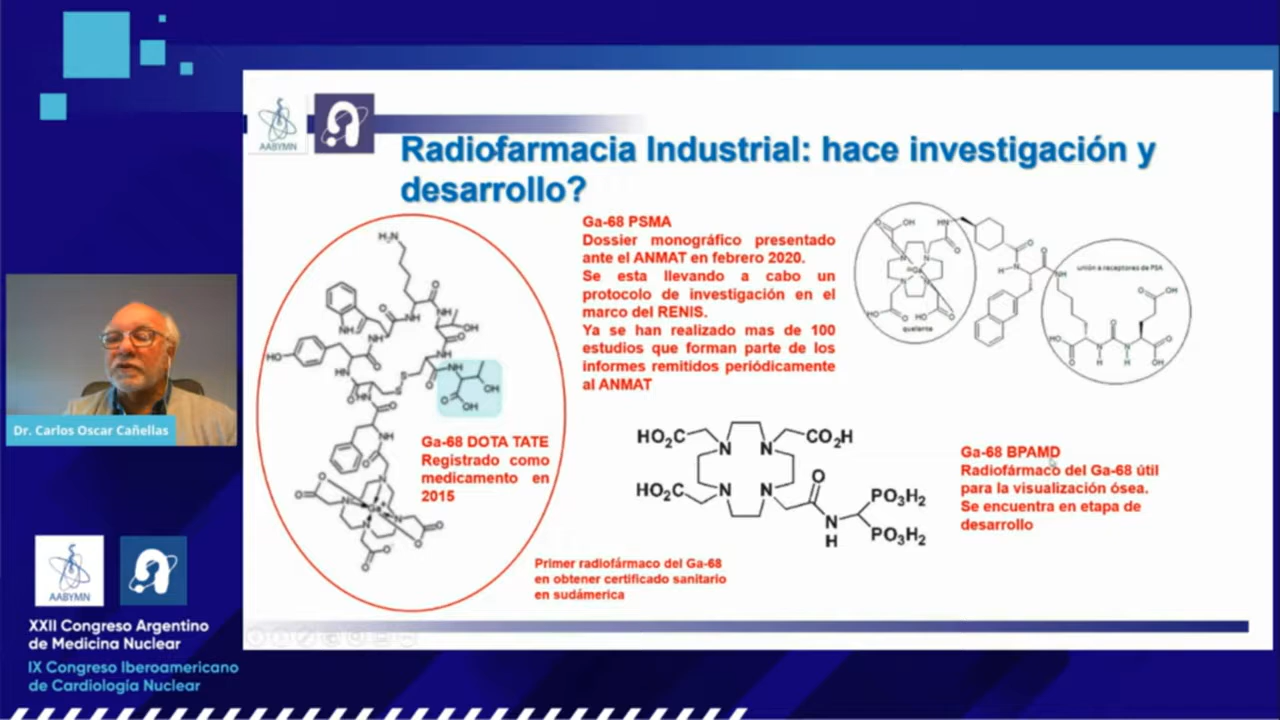 AABYMN
Radiofarmacia Industrial: hace investigación y
desarrollo?
Ga-68 PSMA
Dossier monográfico presentado
ante el ANMAT en febrero 2020.
Se esta llevando a cabo un
protocolo de investigación en el
marco del RENIS.
Ya se han realizado mas de 100
estudios que forman parte de los
informes remitidos periódicamente
al ANMAT
quelante
unión a receptores de PSA
Ga-68 DOTA TATE
Registrado como
medicamento en
2015
Primer radiofármaco del Ga-68
en obtener certificado sanitario
en sudámerica
HO2C
CO2H
HO2C
N
N
N
N
O
N
H
PO3H2
PO3H2
Ga-68 BPAMD
Radiofármaco del Ga-68 útil
para la visualización ósea.
Se encuentra en etapa de
desarrollo
Dr. Carlos Oscar Cañellas
AABYMN
XXII Congreso Argentino
de Medicina Nuclear
IX Congreso Iberoamericano
de Cardiología Nuclear